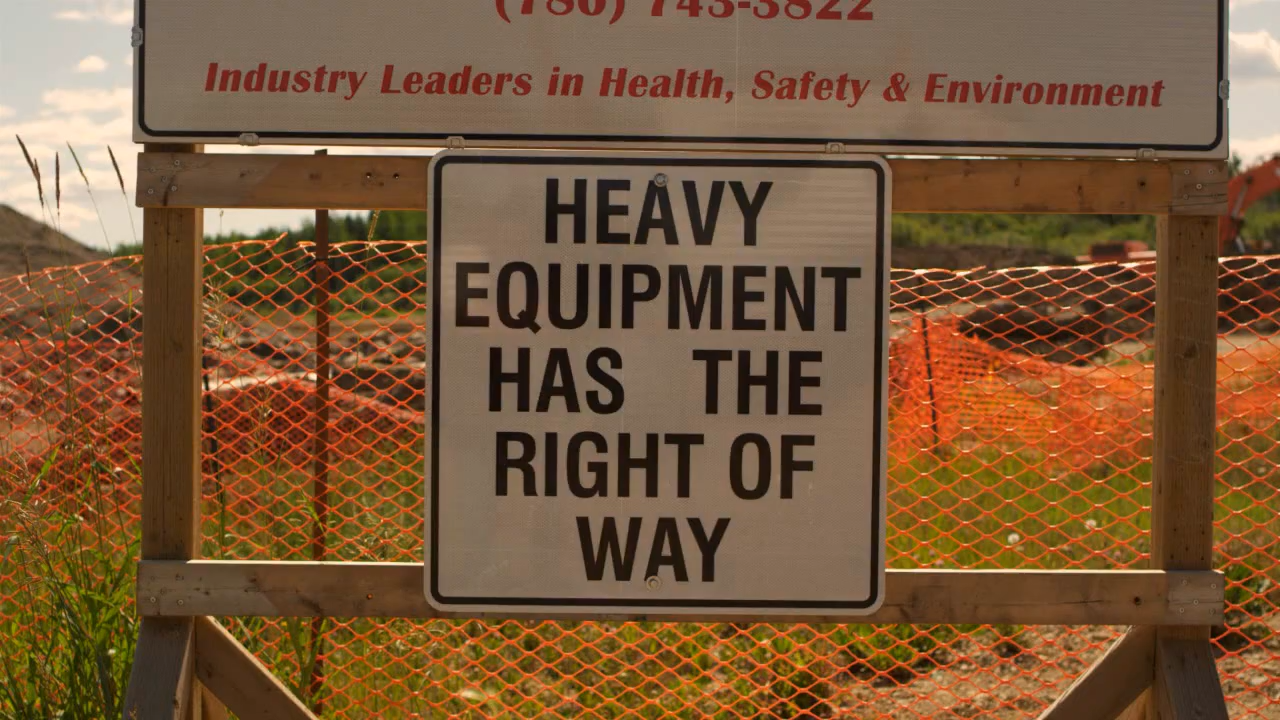 (780) 743-3822
Industry Leaders in Health, Safety & Environment
HEAVY
EQUIPMENT
HAS THE
RIGHT OF
WAY